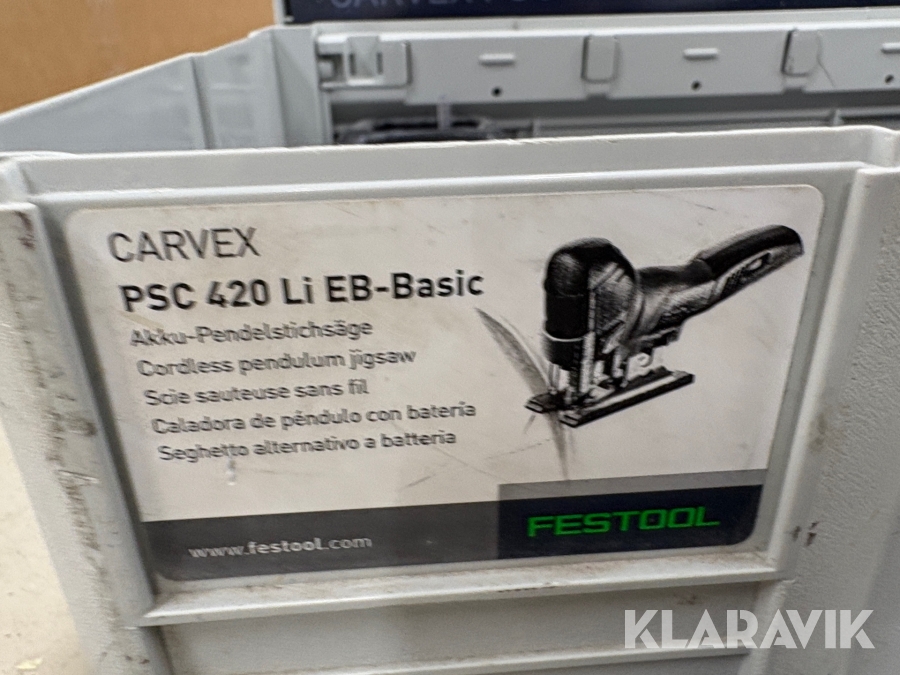 CARVEX
PSC 420 Li EB-Basic
Akku-Pendelstichsäge
Cordless pendulum jigsaw
Scie sauteuse sans fil
Caladora de péndulo con batería
Seghetto alternativo a batteria
www.festool.com
FESTOOL
KLARAVIK